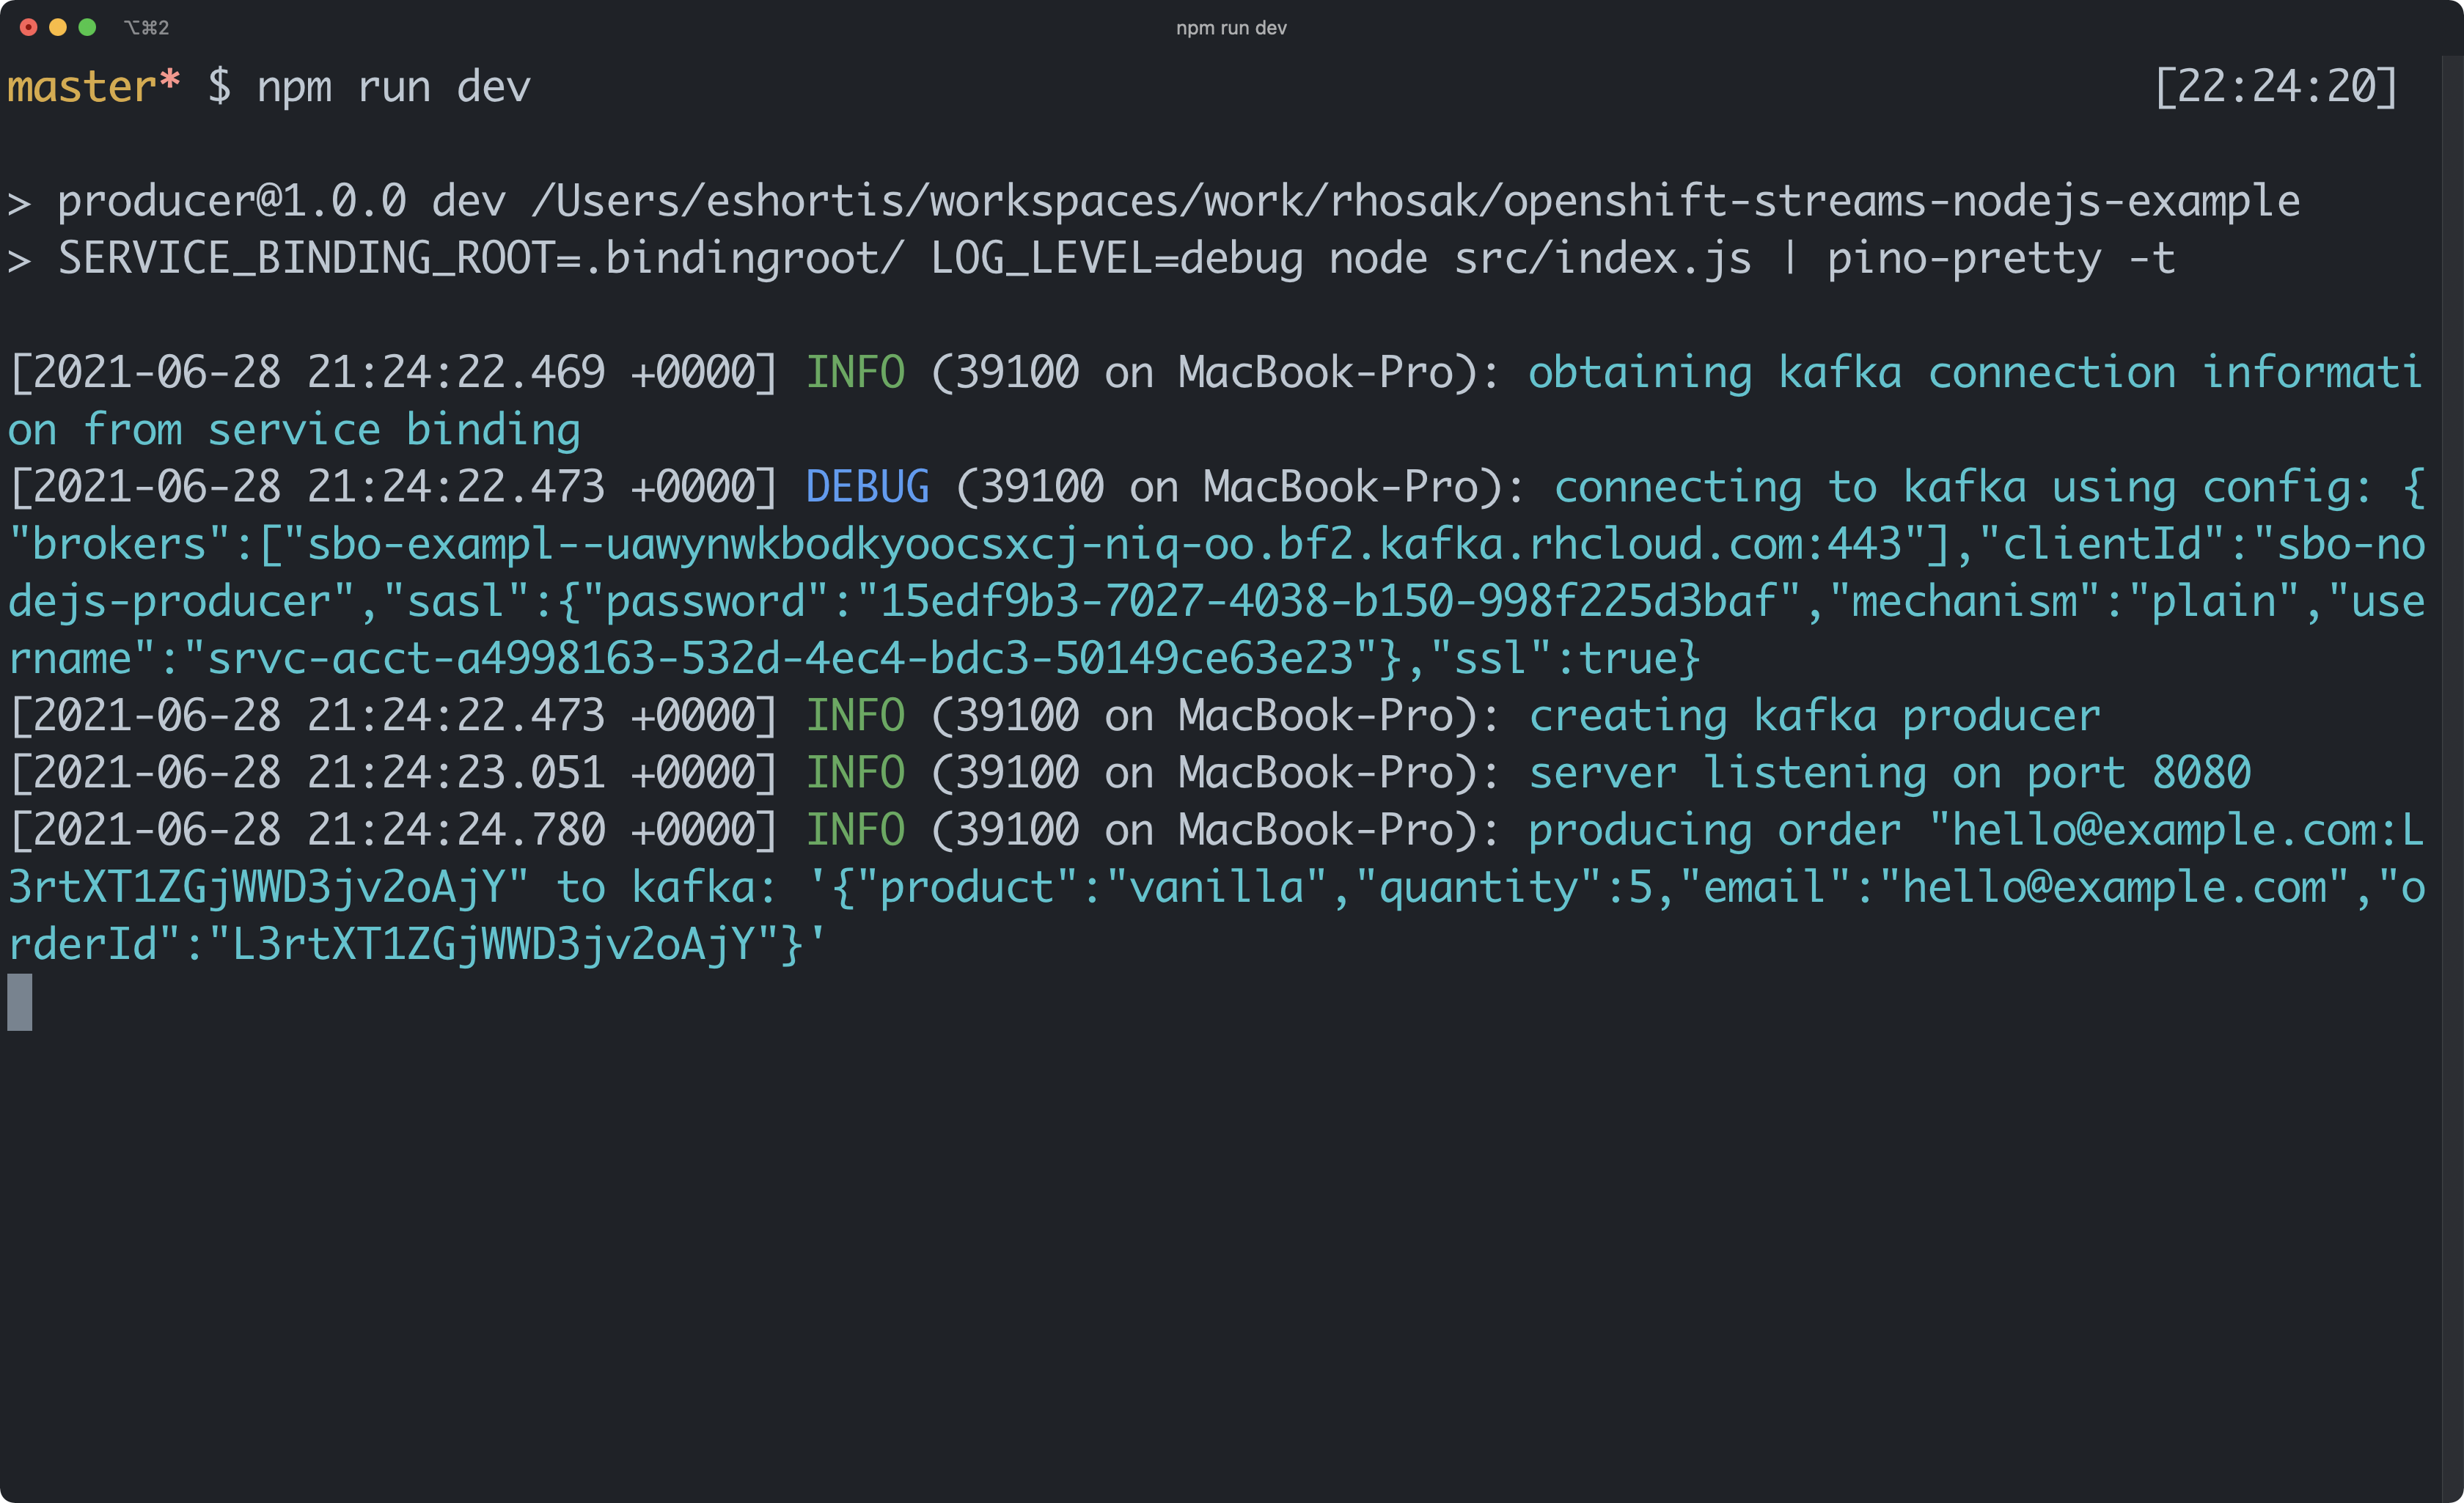 ⌥⌘2 npm run dev
master* $ npm run dev [22:24:20]
> producer@1.0.0 dev /Users/eshortis/workspaces/work/rhosak/openshift-streams-nodejs-example
> SERVICE_BINDING_ROOT=.bindingroot/ LOG_LEVEL=debug node src/index.js | pino-pretty -t
[2021-06-28 21:24:22.469 +0000] INFO (39100 on MacBook-Pro): obtaining kafka connection informati
on from service binding
[2021-06-28 21:24:22.473 +0000] DEBUG (39100 on MacBook-Pro): connecting to kafka using config: {
"brokers":["sbo-exampl--uawynwkbodkyoocsxcj-niq-oo.bf2.kafka.rhcloud.com:443"],"clientId":"sbo-no
dejs-producer","sasl":{"password":"15edf9b3-7027-4038-b150-998f225d3baf","mechanism":"plain","use
rname":"srvc-acct-a4998163-532d-4ec4-bdc3-50149ce63e23"},"ssl":true}
[2021-06-28 21:24:22.473 +0000] INFO (39100 on MacBook-Pro): creating kafka producer
[2021-06-28 21:24:23.051 +0000] INFO (39100 on MacBook-Pro): server listening on port 8080
[2021-06-28 21:24:24.780 +0000] INFO (39100 on MacBook-Pro): producing order "hello@example.com:L
3rtXT1ZGjWWD3jv2oAjY" to kafka: '{"product":"vanilla","quantity":5,"email":"hello@example.com","o
rderId":"L3rtXT1ZGjWWD3jv2oAjY"}'